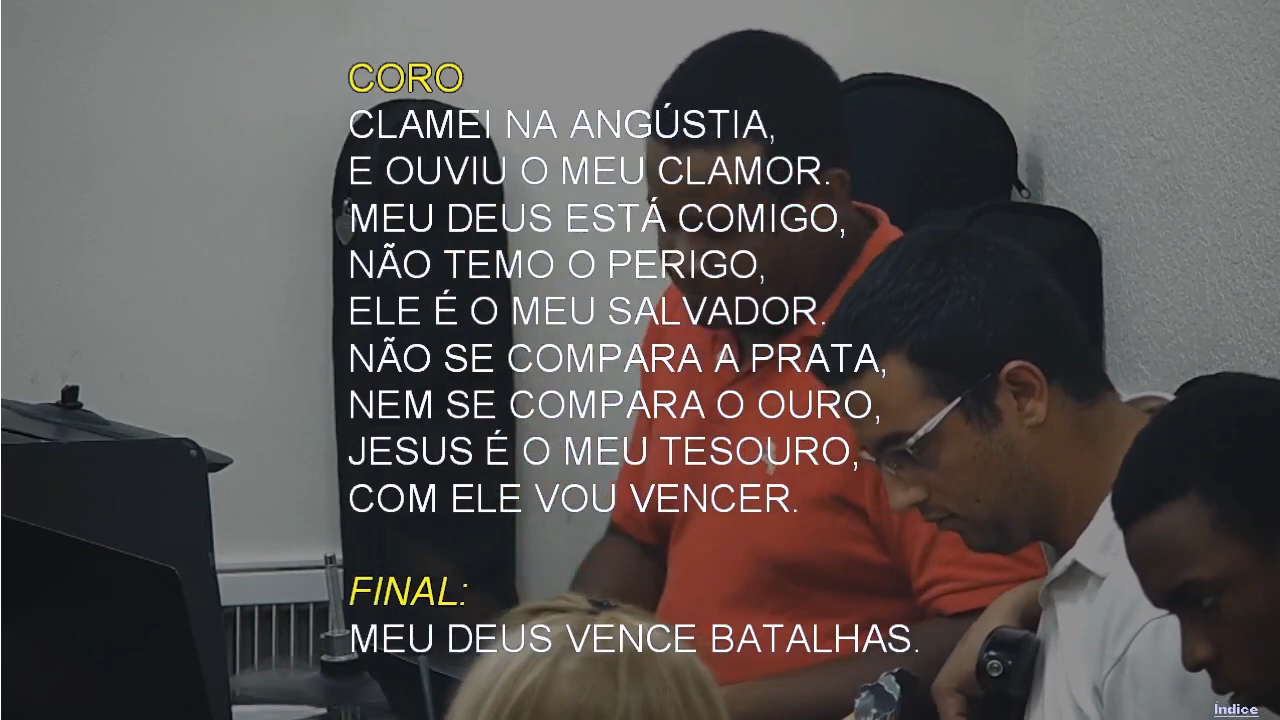 CORO
CLAMEI NA ANGÚSTIA,
E OUVIU O MEU CLAMOR.
MEU DEUS ESTÁ COMIGO,
NÃO TEMO O PERIGO,
ELE É O MEU SALVADOR.
NÃO SE COMPARA A PRATA,
NEM SE COMPARA O OURO,
JESUS É O MEU TESOURO,
COM ELE VOU VENCER.
FINAL:
MEU DEUS VENCE BATALHAS.
Índice